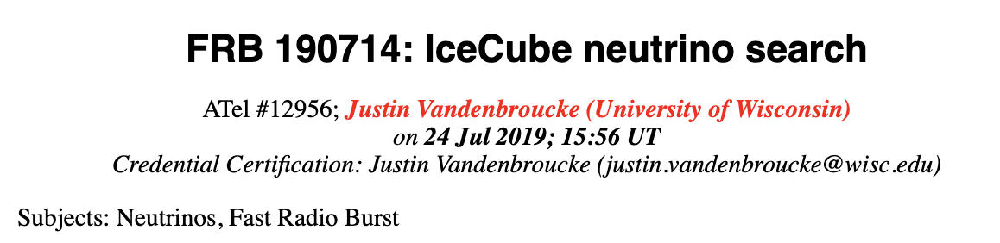 FRB 190714: IceCube neutrino search
ATel #12956; Justin Vandenbroucke (University of Wisconsin)
on 24 Jul 2019; 15:56 UT
Credential Certification: Justin Vandenbroucke (justin.vandenbroucke@wisc.edu)
Subjects: Neutrinos, Fast Radio Burst